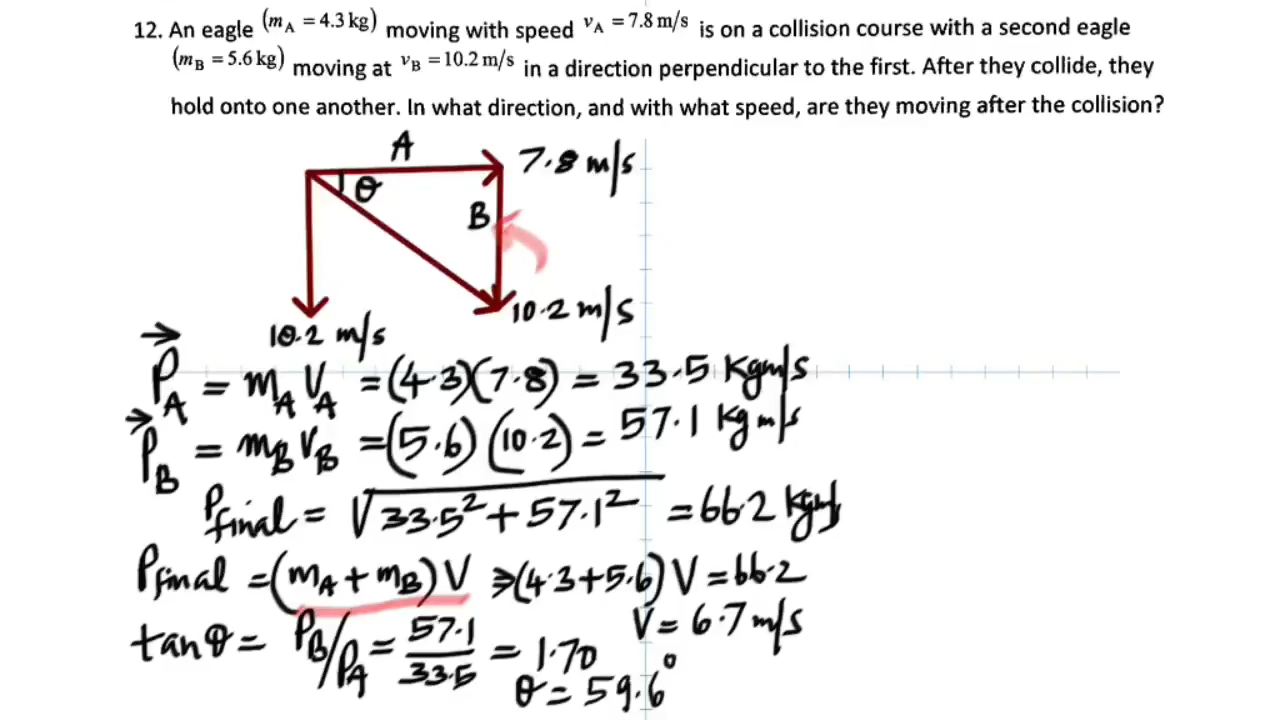 12. An eagle (mA = 4.3 kg) moving with speed vA = 7.8 m/s is on a collision course with a second eagle
(mB = 5.6 kg) moving at vB = 10.2 m/s in a direction perpendicular to the first. After they collide, they
hold onto one another. In what direction, and with what speed, are they moving after the collision?
A
7.8 m/s
θ
B
10.2 m/s
10.2 m/s
P⃗A = mA VA = (4.3)(7.8) = 33.5 Kgm/s
P⃗B = mB VB = (5.6)(10.2) = 57.1 Kgm/s
Pfinal = √33.5² + 57.1² = 66.2 Kgm/s
Pfinal = (mA + mB) V ⇒ (4.3+5.6) V = 66.2
V = 6.7 m/s
tanθ = PB/PA = 57.1/33.5 = 1.70
θ = 59.6°